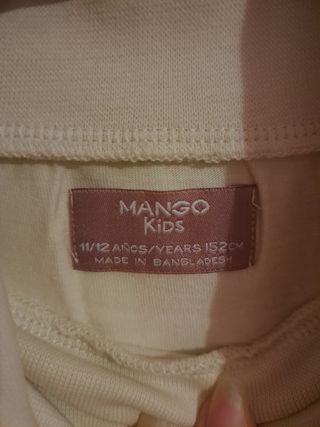 MANGO
KiDS
11/12 AÑOS/YEARS 152CM
MADE IN BANGLADESH